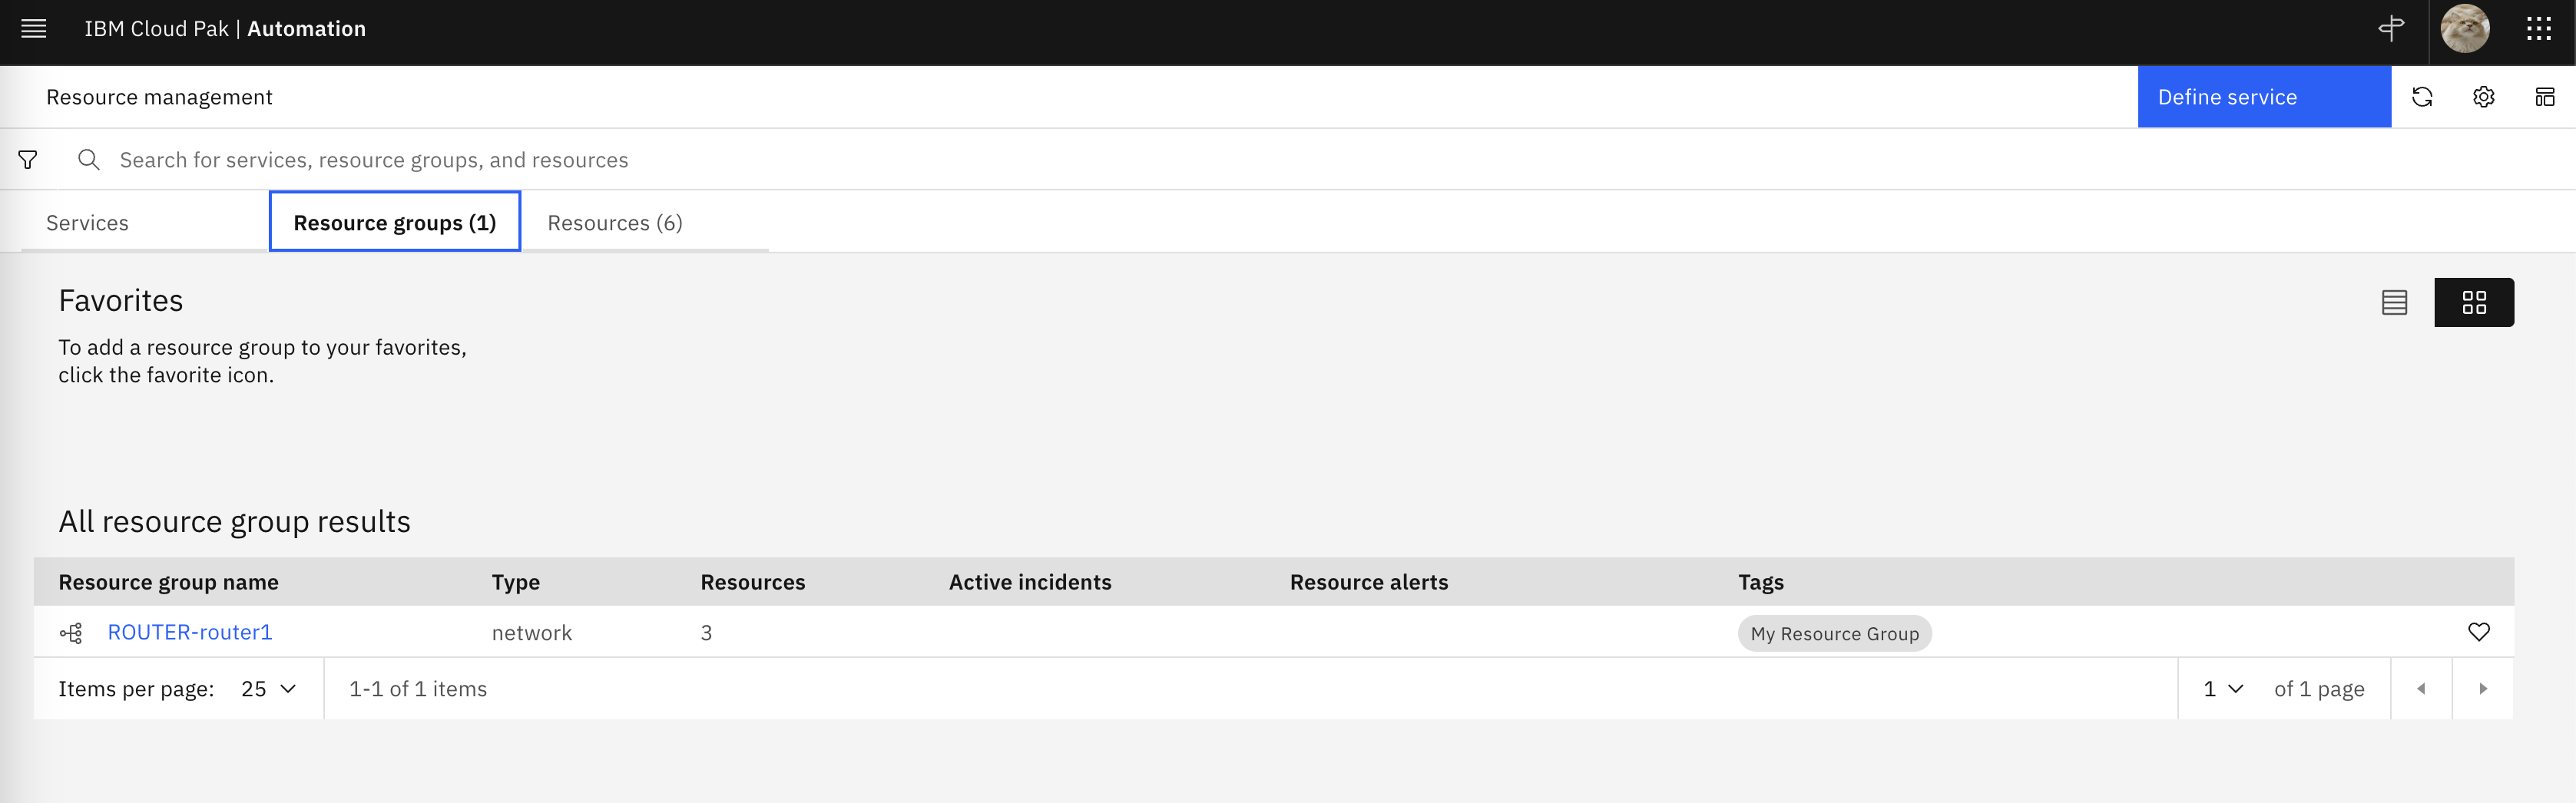 IBM Cloud Pak | Automation
Resource management
Define service
Search for services, resource groups, and resources
Services
Resource groups (1)
Resources (6)
Favorites
To add a resource group to your favorites,
click the favorite icon.
All resource group results
Resource group name Type Resources Active incidents Resource alerts Tags
ROUTER-router1 network 3 My Resource Group
Items per page: 25 1-1 of 1 items 1 of 1 page